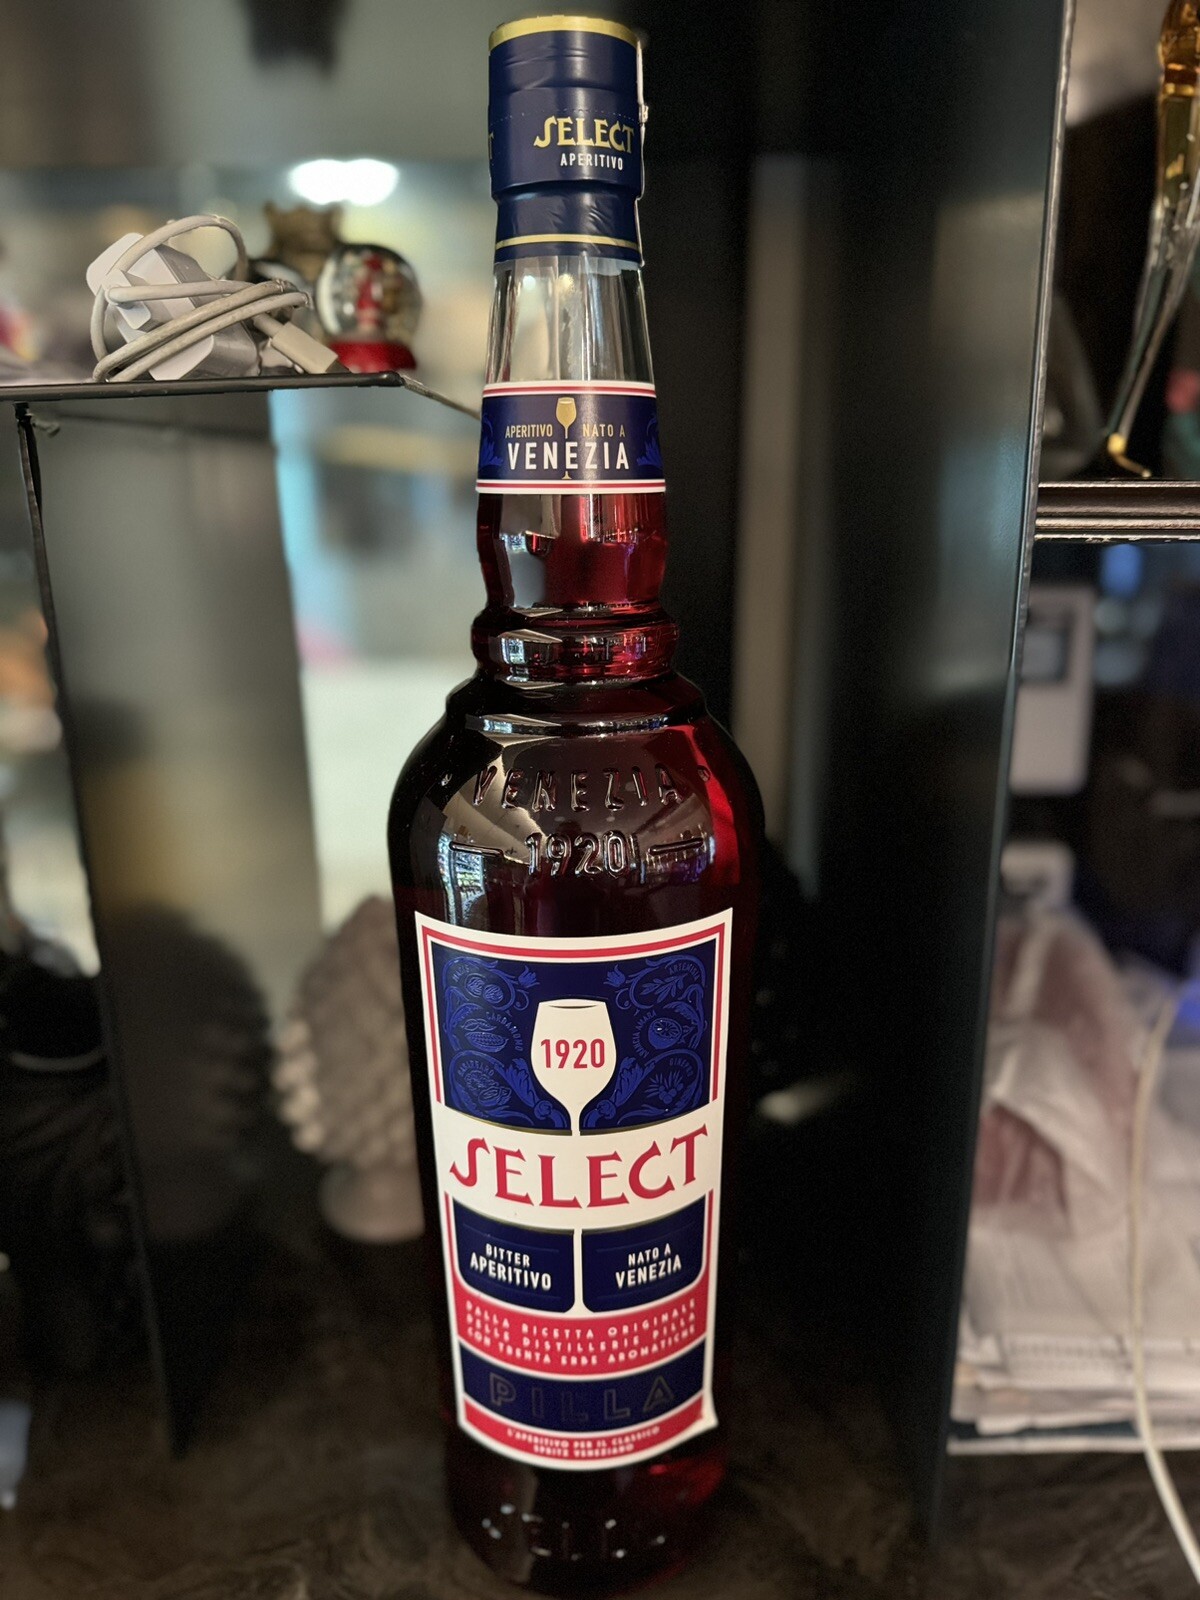 SELECT
APERITIVO
APERITIVO NATO A
VENEZIA
VENEZIA
1920
1920
SELECT
BITTER
APERITIVO
NATO A
VENEZIA
DALLA RICETTA ORIGINALE
DELLE DISTILLERIE PILLA
CON TRENTA ERBE AROMATICHE
PILLA
L'APERITIVO PER IL CLASSICO
SPRITZ VENEZIANO